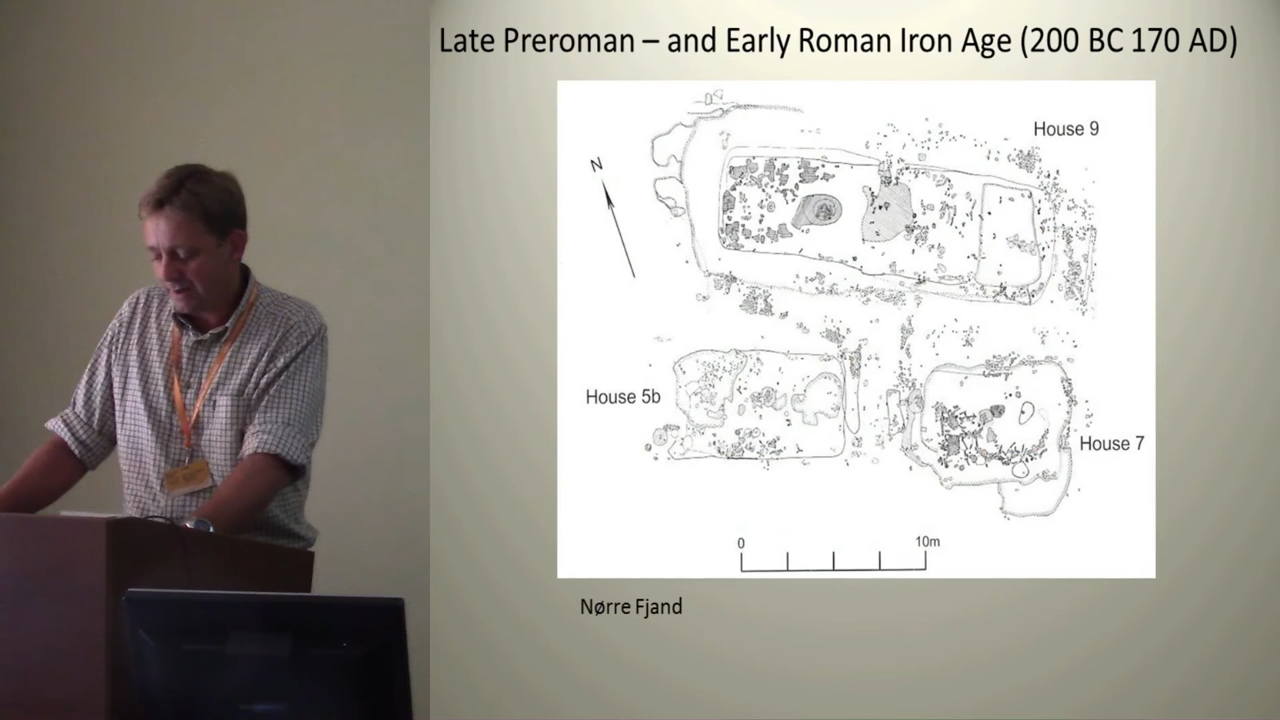 Late Preroman – and Early Roman Iron Age (200 BC 170 AD)
House 9
N
House 5b
House 7
0 10m
Nørre Fjand